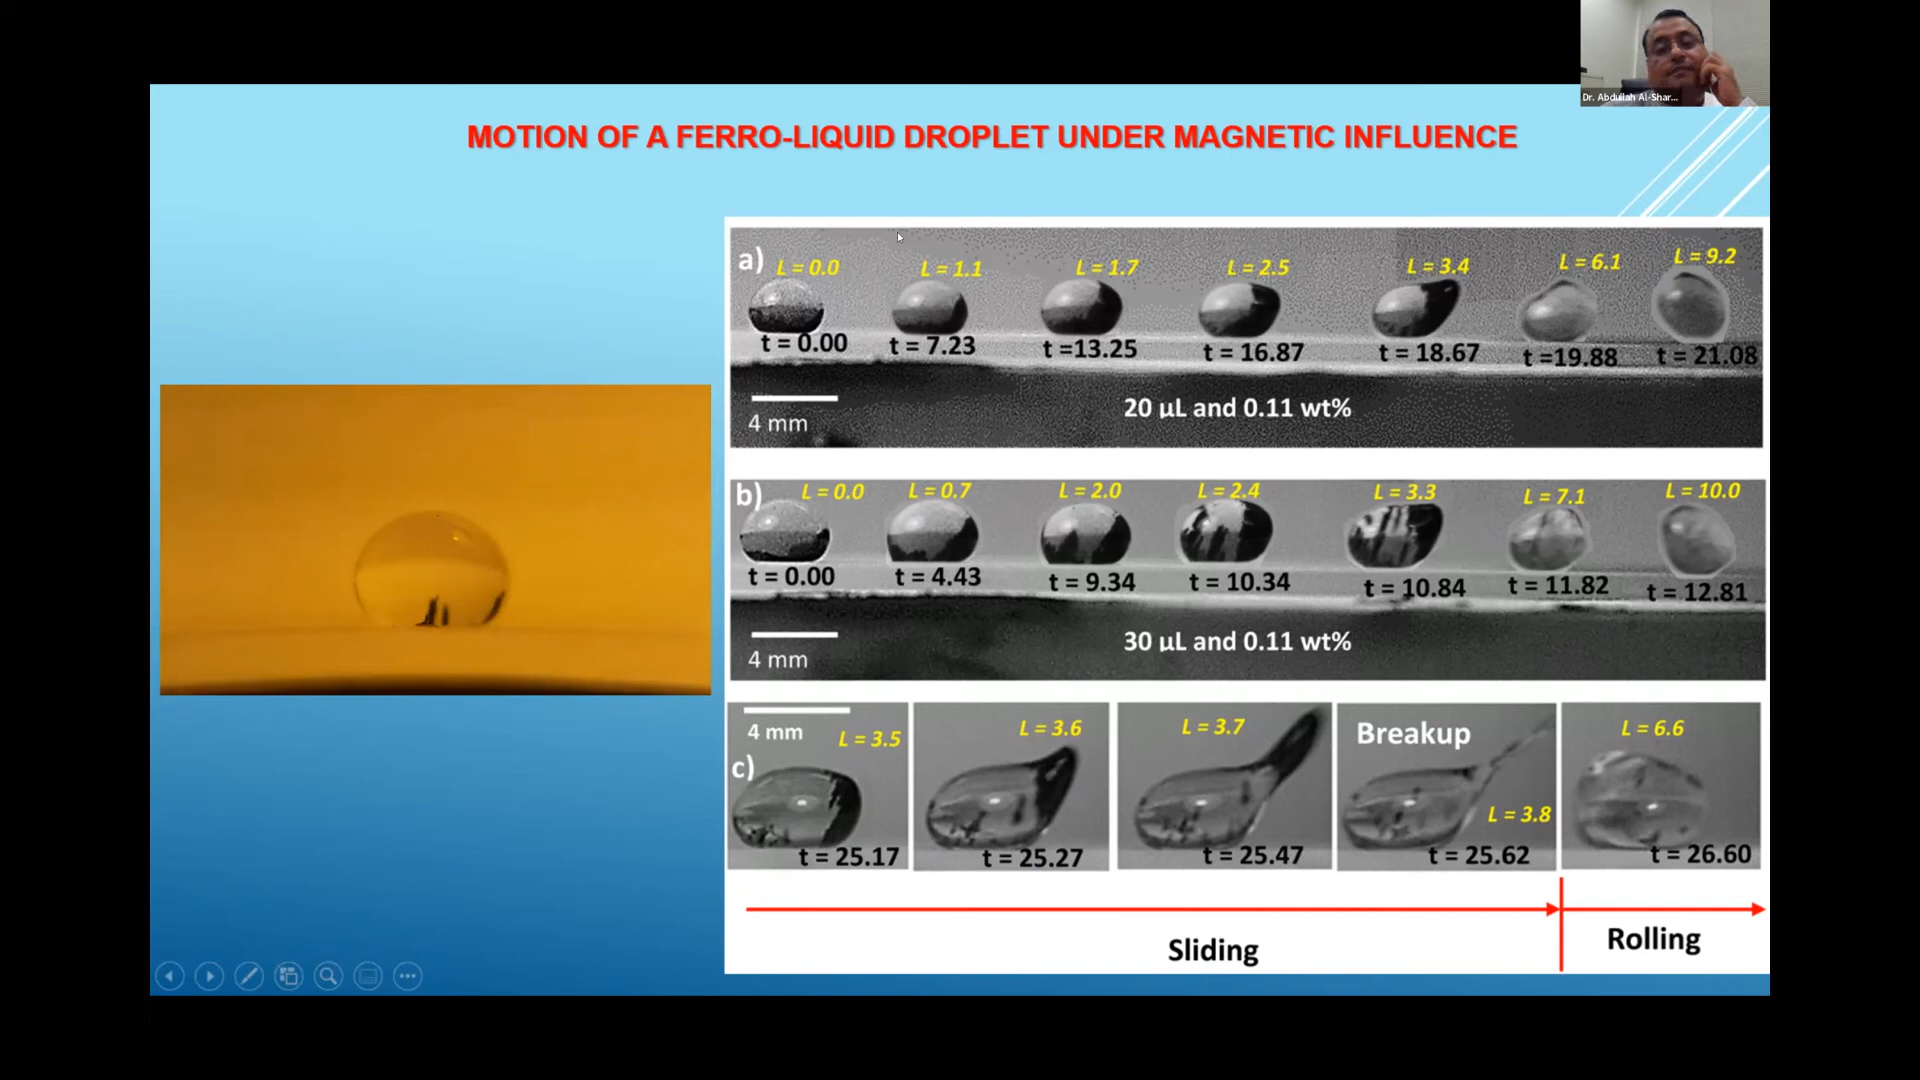 Dr. Abdullah Al-Shar...
MOTION OF A FERRO-LIQUID DROPLET UNDER MAGNETIC INFLUENCE
a) L = 0.0 L = 1.1 L = 1.7 L = 2.5 L = 3.4 L = 6.1 L = 9.2
t = 0.00 t = 7.23 t =13.25 t = 16.87 t = 18.67 t =19.88 t = 21.08
20 µL and 0.11 wt%
4 mm
b) L = 0.0 L = 0.7 L = 2.0 L = 2.4 L = 3.3 L = 7.1 L = 10.0
t = 0.00 t = 4.43 t = 9.34 t = 10.34 t = 10.84 t = 11.82 t = 12.81
30 µL and 0.11 wt%
4 mm
4 mm L = 3.5 L = 3.6 L = 3.7 Breakup L = 6.6
c) L = 3.8
t = 25.17 t = 25.27 t = 25.47 t = 25.62 t = 26.60
Sliding Rolling